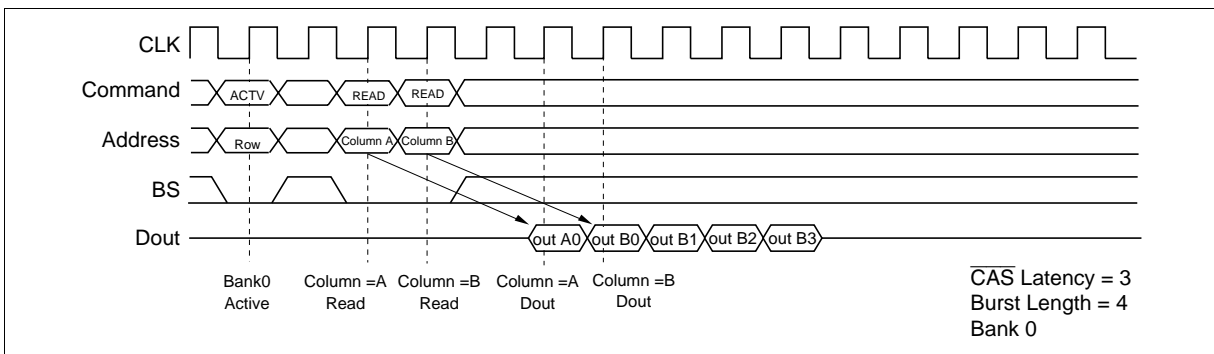 CLK
Command
ACTV
READ
READ
Address
Row
Column A
Column B
BS
Dout
out A0
out B0
out B1
out B2
out B3
Bank0
Active
Column =A
Read
Column =B
Read
Column =A
Dout
Column =B
Dout
CAS Latency = 3
Burst Length = 4
Bank 0